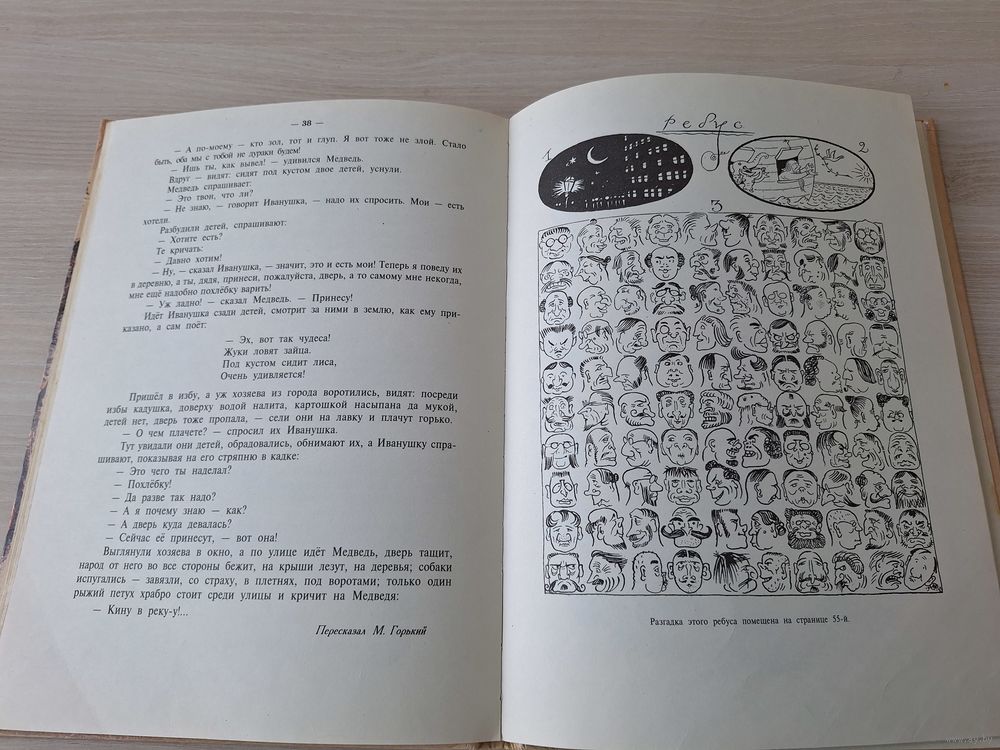 — 38 —
— А по-моему — кто зол, тот и глуп. Я вот тоже не злой. Стало
быть, оба мы с тобой не дураки будем!
— Ишь ты, как вывел! — удивился Медведь.
Вдруг — видят: сидят под кустом двое детей, уснули.
Медведь спрашивает:
— Это твои, что ли?
— Не знаю, — говорит Иванушка, — надо их спросить. Мои — есть
хотели.
Разбудили детей, спрашивают:
— Хотите есть?
Те кричать:
— Давно хотим!
— Ну, — сказал Иванушка, — значит, это и есть мои! Теперь я поведу их
в деревню, а ты, дядя, принеси, пожалуйста, дверь, а то самому мне некогда,
мне ещё надобно похлёбку варить!
— Уж ладно! — сказал Медведь. — Принесу!
Идёт Иванушка сзади детей, смотрит за ними в землю, как ему при-
казано, а сам поёт:
— Эх, вот так чудеса!
Жуки ловят зайца.
Под кустом сидит лиса,
Очень удивляется!
Пришёл в избу, а уж хозяева из города воротились, видят: посреди
избы кадушка, доверху водой налита, картошкой насыпана да мукой,
детей нет, дверь тоже пропала, — сели они на лавку и плачут горько.
— О чем плачете? — спросил их Иванушка.
Тут увидали они детей, обрадовались, обнимают их, а Иванушку спра-
шивают, показывая на его стряпню в кадке:
— Это чего ты наделал?
— Похлёбку!
— Да разве так надо?
— А я почему знаю — как?
— А дверь куда девалась?
— Сейчас её принесут, — вот она!
Выглянули хозяева в окно, а по улице идёт Медведь, дверь тащит,
народ от него во все стороны бежит, на крыши лезут, на деревья; собаки
испугались — завязли, со страху, в плетнях, под воротами; только один
рыжий петух храбро стоит среди улицы и кричит на Медведя:
— Кину в реку-у!...
Пересказал М. Горький
ребус
1
2
3
Разгадка этого ребуса помещена на странице 55-й.